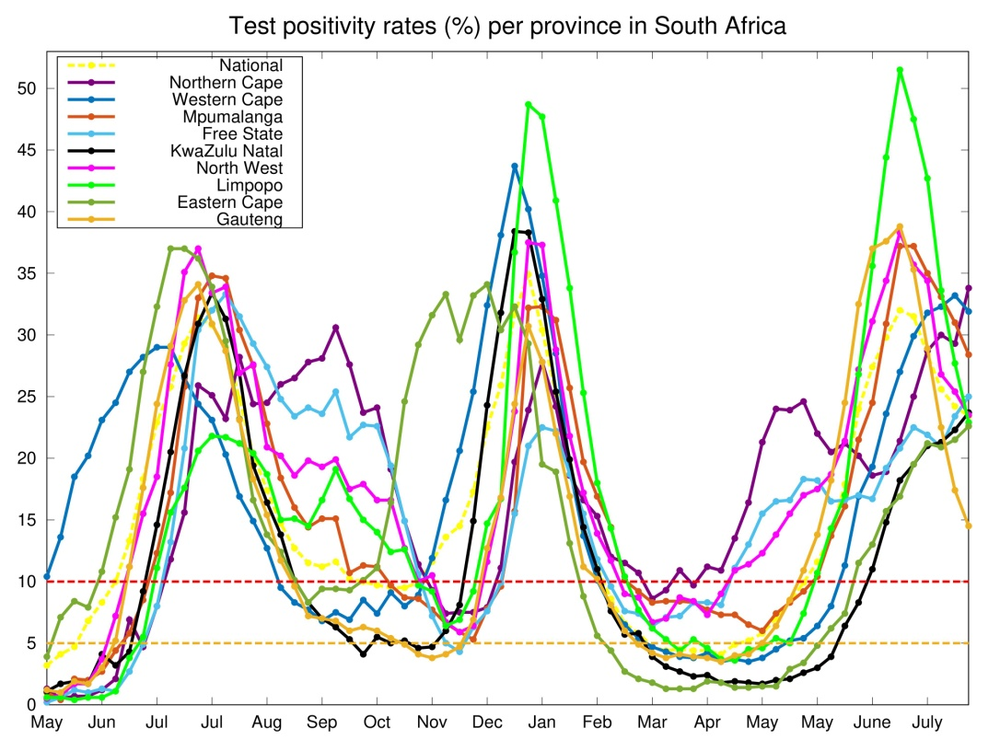 Test positivity rates (%) per province in South Africa
National
Northern Cape
Western Cape
Mpumalanga
Free State
KwaZulu Natal
North West
Limpopo
Eastern Cape
Gauteng
50
45
40
35
30
25
20
15
10
5
0
May Jun Jul Jul Aug Sep Oct Nov Dec Jan Feb Mar Apr May May June July